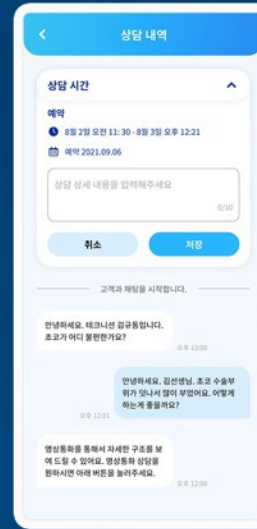 상담 내역
상담 시간
예약
8월 2일 오전 11: 30 - 8월 3일 오후 12:21
예약 2021.09.06
상담 상세 내용을 입력해주세요
0/10
취소
저장
고객과 채팅을 시작합니다.
안녕하세요. 테크니션 김규동입니다.
초코가 어디 불편한가요?
오후 12:00
안녕하세요. 김선생님. 초코 수술부
위가 덧나서 많이 부었어요. 어떻게
하는게 좋을까요?
오후 12:01
영상통화를 통해서 자세한 구조를 보
여 드릴 수 있어요. 영상통화 상담을
원하시면 아래 버튼을 눌러주세요.
오후 12:00